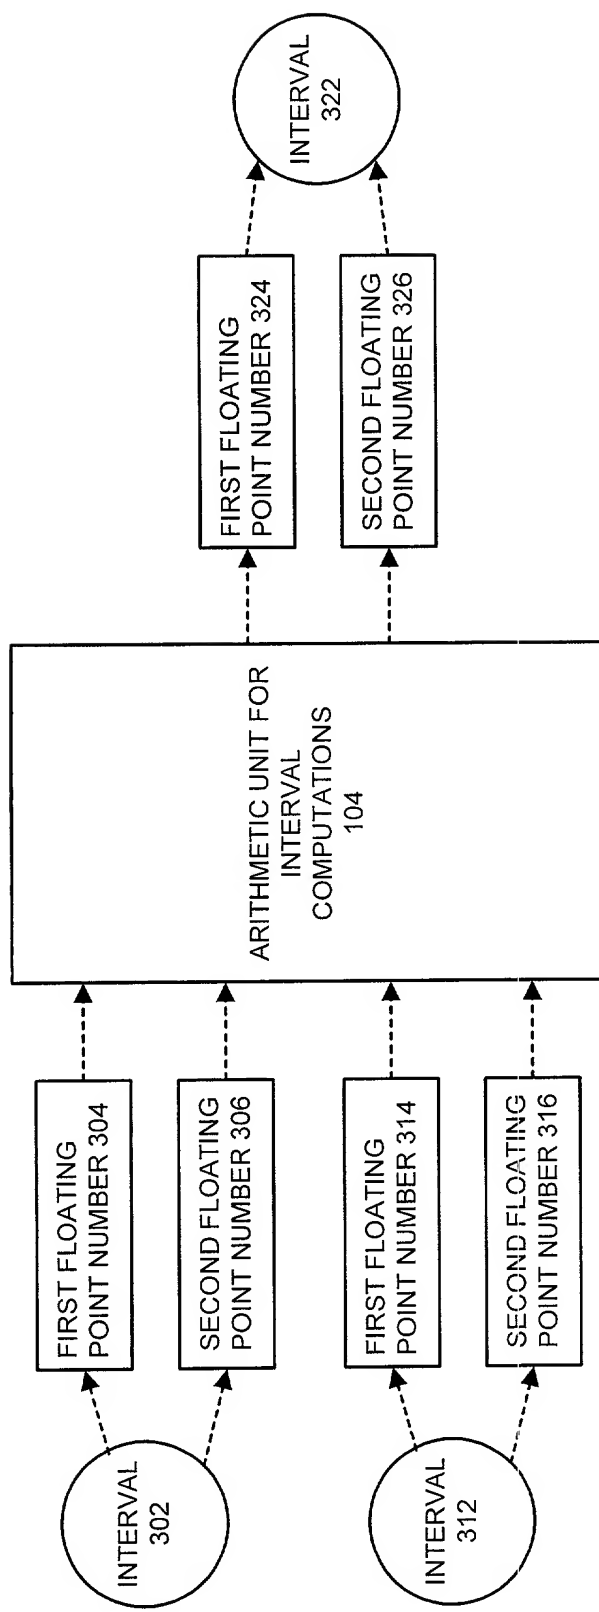 INTERVAL
302
FIRST FLOATING
POINT NUMBER 304
SECOND FLOATING
POINT NUMBER 306
INTERVAL
312
FIRST FLOATING
POINT NUMBER 314
SECOND FLOATING
POINT NUMBER 316
ARITHMETIC UNIT FOR
INTERVAL
COMPUTATIONS
104
FIRST FLOATING
POINT NUMBER 324
SECOND FLOATING
POINT NUMBER 326
INTERVAL
322